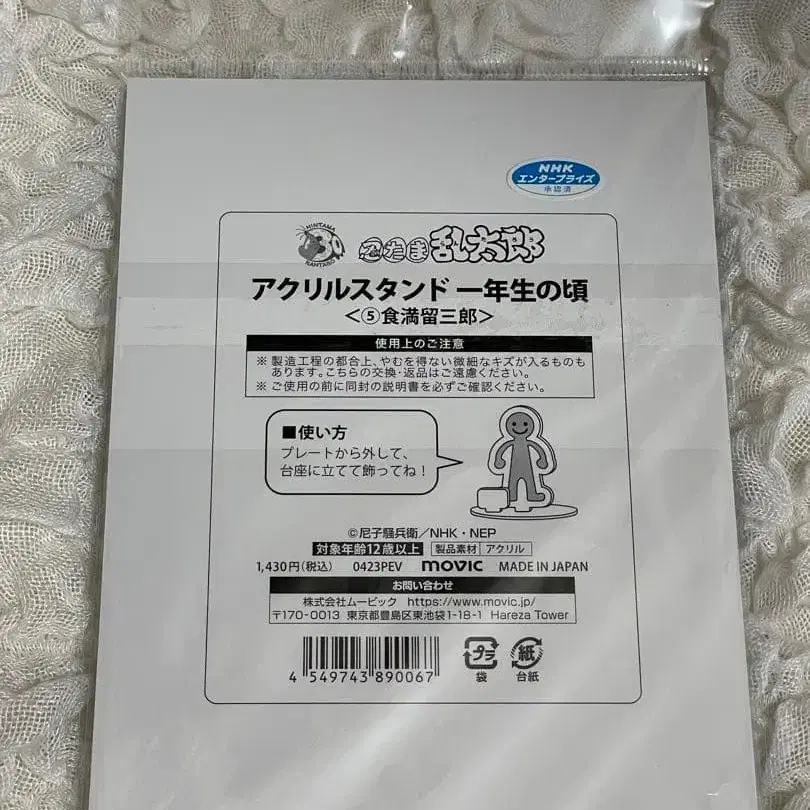 NHK
エンタープライズ
承認済
NINTAMA
30
RANTARO
忍たま乱太郎
アクリルスタンド 一年生の頃
<⑤食満留三郎>
使用上のご注意
※ 製造工程の都合上、やむを得ない微細なキズが入るものも
あります。こちらの交換・返品はご遠慮ください。
※ ご使用の前に同封の説明書を必ずご確認ください。
■使い方
プレートから外して、
台座に立てて飾ってね!
©尼子騒兵衛/NHK・NEP
対象年齢12歳以上 製品素材 アクリル
1,430円(税込) 0423PEV movic MADE IN JAPAN
お問い合わせ
株式会社ムービック https://www.movic.jp/
〒170-0013 東京都豊島区東池袋1-18-1 Hareza Tower
4 549743 890067
プラ
袋
紙
台紙